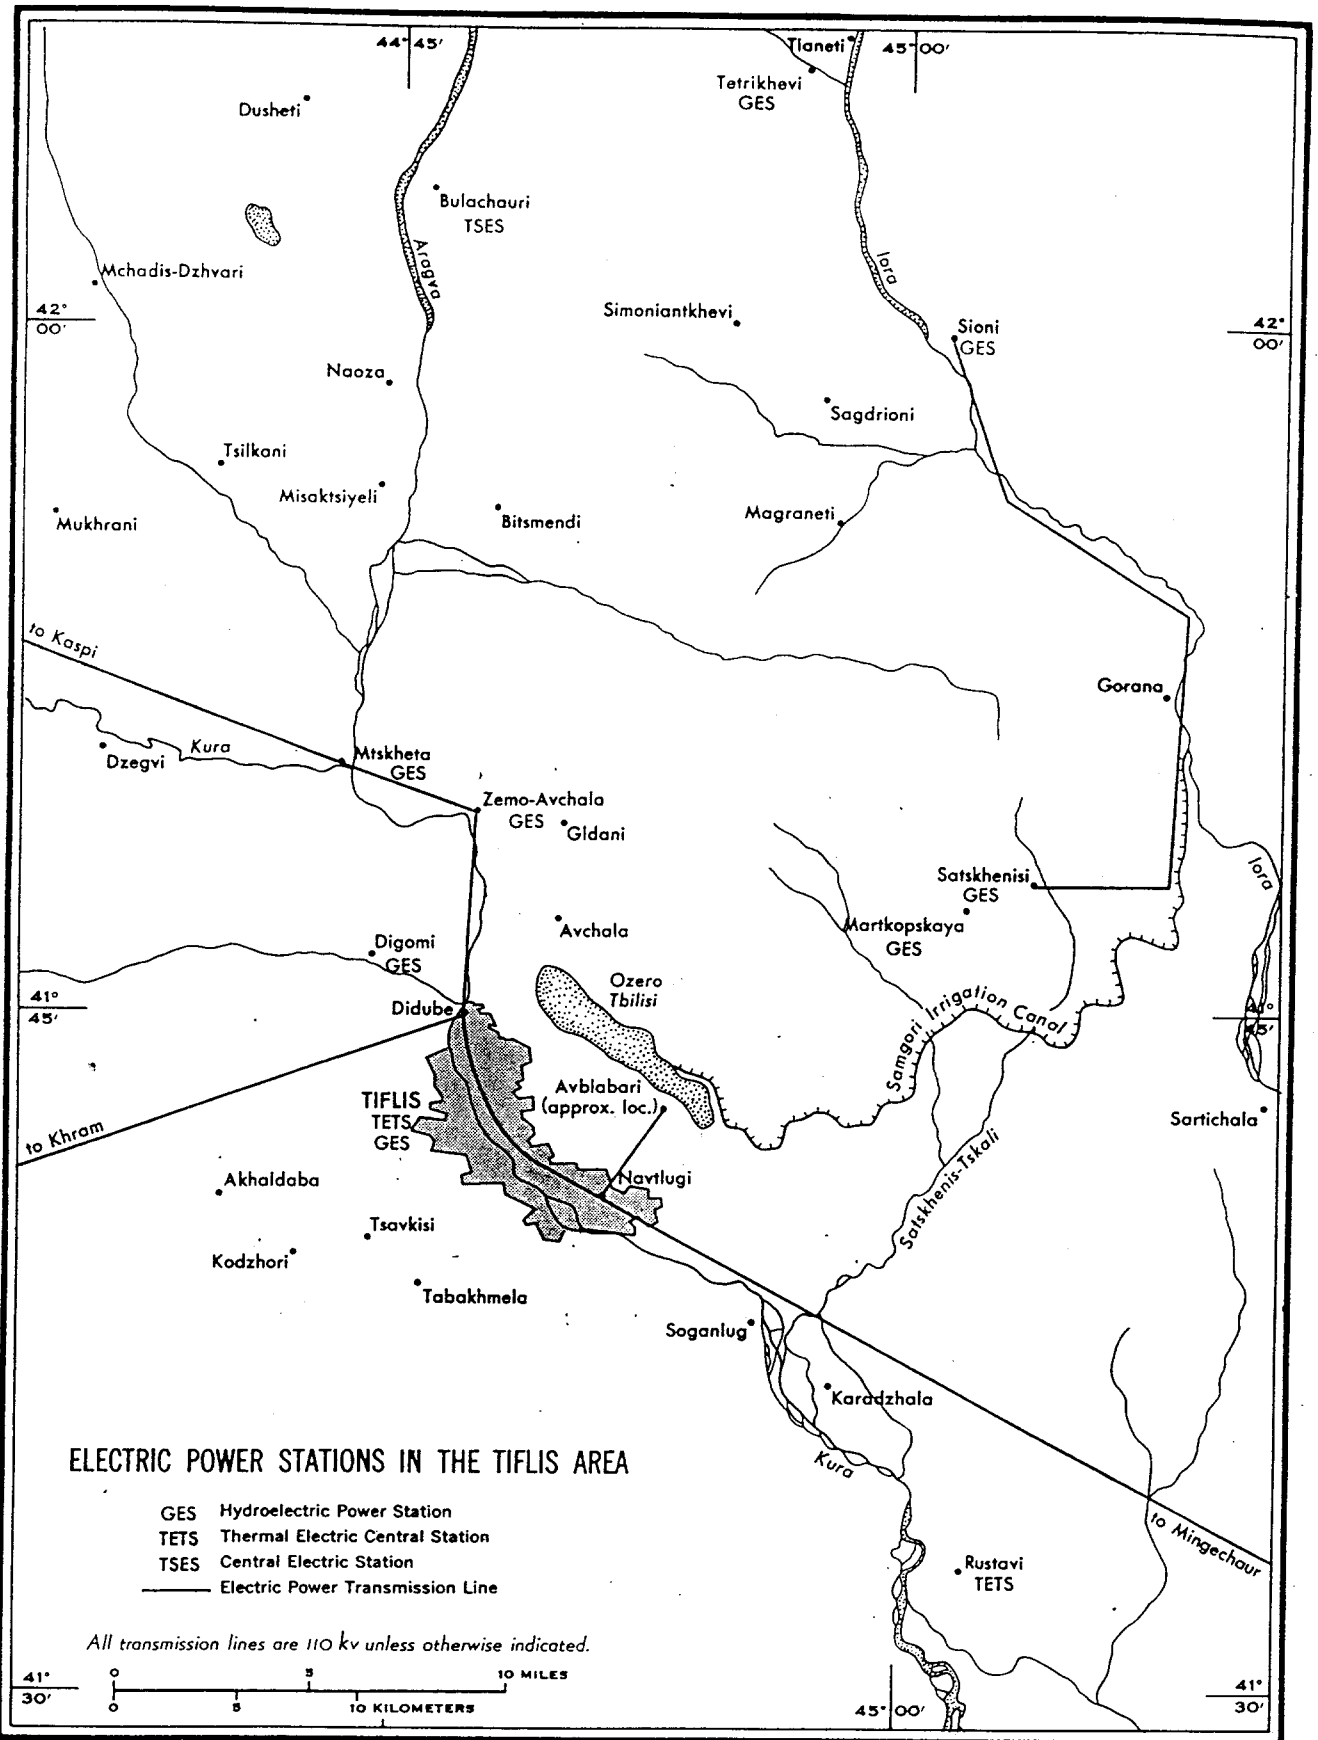 44° 45'
Tianeti
45° 00'
Tetrikhevi
GES
Dusheti
Bulachauri
TSES
Aragva
Iora
Mchadis-Dzhvari
42°
00'
Simoniantkhevi
Sioni
GES
42°
00'
Naoza
Sagdrioni
Tsilkani
Misaktsiyeli
Mukhrani
Bitsmendi
Magraneti
to Kaspi
Gorana
Kura
Dzegvi
Mtskheta
GES
Zemo-Avchala
GES
Gldani
Iora
Satskhenisi
GES
Martkopskaya
GES
Avchala
Digomi
GES
Ozero
Tbilisi
Samgori Irrigation Canal
41°
45'
Didube
41°
45'
Avblabari
(approx. loc.)
TIFLIS
TETS
GES
Sartichala
to Khram
Navtlugi
Satskhenis-Tskali
Akhaldaba
Tsavkisi
Kodzhori
Tabakhmela
Soganlug
Karadzhala
Kura
to Mingechaur
Rustavi
TETS
ELECTRIC POWER STATIONS IN THE TIFLIS AREA
GES Hydroelectric Power Station
TETS Thermal Electric Central Station
TSES Central Electric Station
Electric Power Transmission Line
All transmission lines are 110 kv unless otherwise indicated.
0 5 10 MILES
0 5 10 KILOMETERS
41°
30'
45° 00'
41°
30'